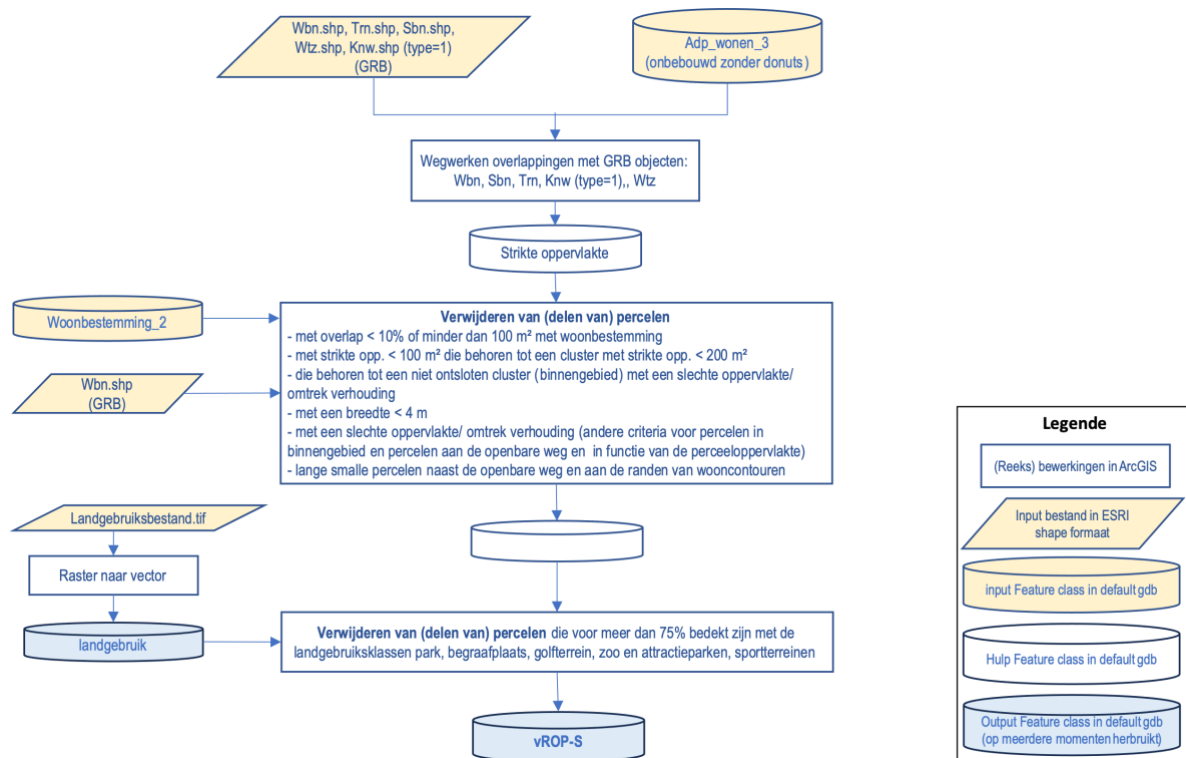 Wbn.shp, Trn.shp, Sbn.shp,
Wtz.shp, Knw.shp (type=1)
(GRB)
Adp_wonen_3
(onbebouwd zonder donuts)
Wegwerken overlappingen met GRB objecten:
Wbn, Sbn, Trn, Knw (type=1),, Wtz
Strikte oppervlakte
Woonbestemming_2
Wbn.shp
(GRB)
Verwijderen van (delen van) percelen
- met overlap < 10% of minder dan 100 m² met woonbestemming
- met strikte opp. < 100 m² die behoren tot een cluster met strikte opp. < 200 m²
- die behoren tot een niet ontsloten cluster (binnengebied) met een slechte oppervlakte/
omtrek verhouding
- met een breedte < 4 m
- met een slechte oppervlakte/ omtrek verhouding (andere criteria voor percelen in
binnengebied en percelen aan de openbare weg en in functie van de perceeloppervlakte)
- lange smalle percelen naast de openbare weg en aan de randen van wooncontouren
Landgebruiksbestand.tif
Raster naar vector
landgebruik
Verwijderen van (delen van) percelen die voor meer dan 75% bedekt zijn met de
landgebruiksklassen park, begraafplaats, golfterrein, zoo en attractieparken, sportterreinen
vROP-S
Legende
(Reeks) bewerkingen in ArcGIS
Input bestand in ESRI
shape formaat
input Feature class in default gdb
Hulp Feature class in default gdb
Output Feature class in default gdb
(op meerdere momenten herbruikt)